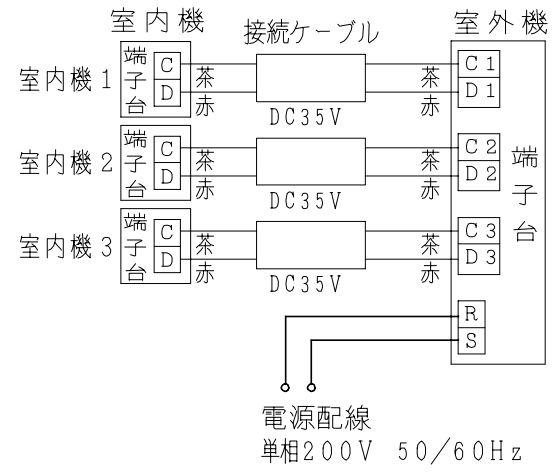 室内機
接続ケーブル
室外機
室内機1
端子台
C
D
茶
赤
DC35V
茶
赤
C1
D1
室内機2
端子台
C
D
茶
赤
DC35V
茶
赤
C2
D2
端子台
室内機3
端子台
C
D
茶
赤
DC35V
茶
赤
C3
D3
R
S
電源配線
単相200V 50/60Hz